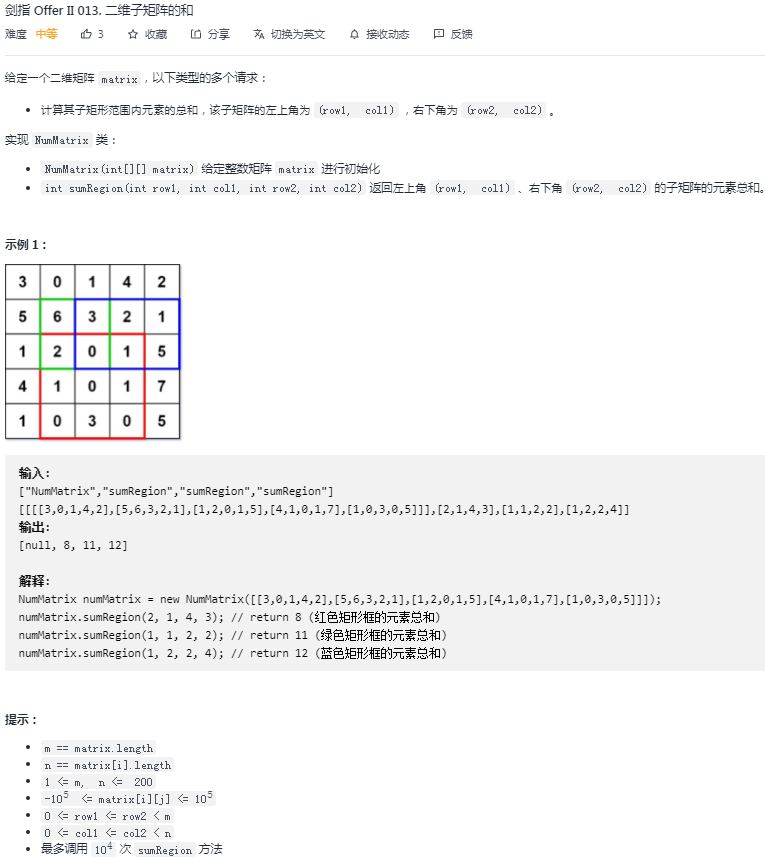 剑指 Offer II 013. 二维子矩阵的和
难度 中等 3 收藏 分享 切换为英文 接收动态 反馈
给定一个二维矩阵 matrix，以下类型的多个请求：
计算其子矩形范围内元素的总和，该子矩阵的左上角为 (row1, col1) ，右下角为 (row2, col2) 。
实现 NumMatrix 类：
NumMatrix(int[][] matrix) 给定整数矩阵 matrix 进行初始化
int sumRegion(int row1, int col1, int row2, int col2) 返回左上角 (row1, col1) 、右下角 (row2, col2) 的子矩阵的元素总和。
示例 1：
3 0 1 4 2
5 6 3 2 1
1 2 0 1 5
4 1 0 1 7
1 0 3 0 5
输入:
["NumMatrix","sumRegion","sumRegion","sumRegion"]
[[[[3,0,1,4,2],[5,6,3,2,1],[1,2,0,1,5],[4,1,0,1,7],[1,0,3,0,5]]],[2,1,4,3],[1,1,2,2],[1,2,2,4]]
输出:
[null, 8, 11, 12]
解释:
NumMatrix numMatrix = new NumMatrix([[3,0,1,4,2],[5,6,3,2,1],[1,2,0,1,5],[4,1,0,1,7],[1,0,3,0,5]]]);
numMatrix.sumRegion(2, 1, 4, 3); // return 8 (红色矩形框的元素总和)
numMatrix.sumRegion(1, 1, 2, 2); // return 11 (绿色矩形框的元素总和)
numMatrix.sumRegion(1, 2, 2, 4); // return 12 (蓝色矩形框的元素总和)
提示：
m == matrix.length
n == matrix[i].length
1 <= m, n <= 200
-10⁵ <= matrix[i][j] <= 10⁵
0 <= row1 <= row2 < m
0 <= col1 <= col2 < n
最多调用 10⁴ 次 sumRegion 方法